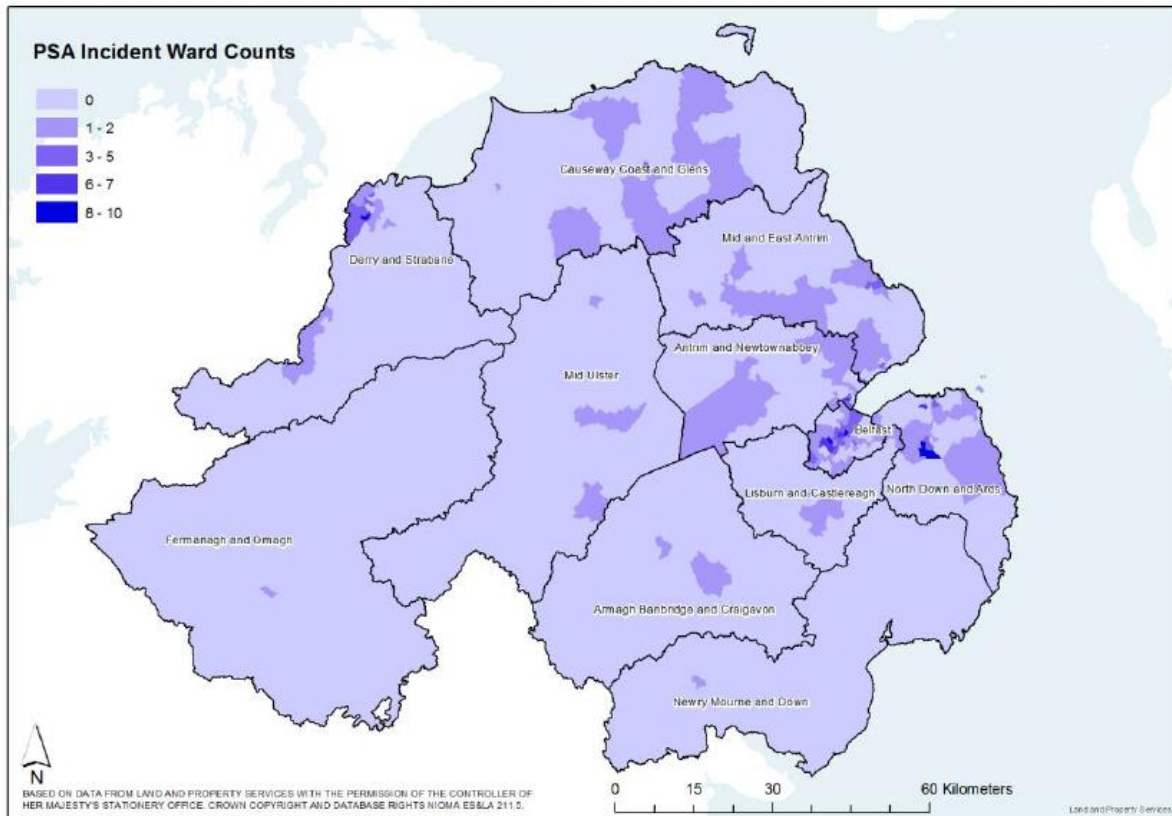 PSA Incident Ward Counts
0
1 - 2
3 - 5
6 - 7
8 - 10
Causeway Coast and Glens
Derry and Strabane
Mid and East Antrim
Antrim and Newtownabbey
Mid Ulster
Belfast
Lisburn and Castlereagh
North Down and Ards
Fermanagh and Omagh
Armagh Banbridge and Craigavon
Newry Mourne and Down
N
BASED ON DATA FROM LAND AND PROPERTY SERVICES WITH THE PERMISSION OF THE CONTROLLER OF
HER MAJESTY'S STATIONERY OFFICE. CROWN COPYRIGHT AND DATABASE RIGHTS NIOMA ES&LA 211.5.
0 15 30 60 Kilometers
Land and Property Services